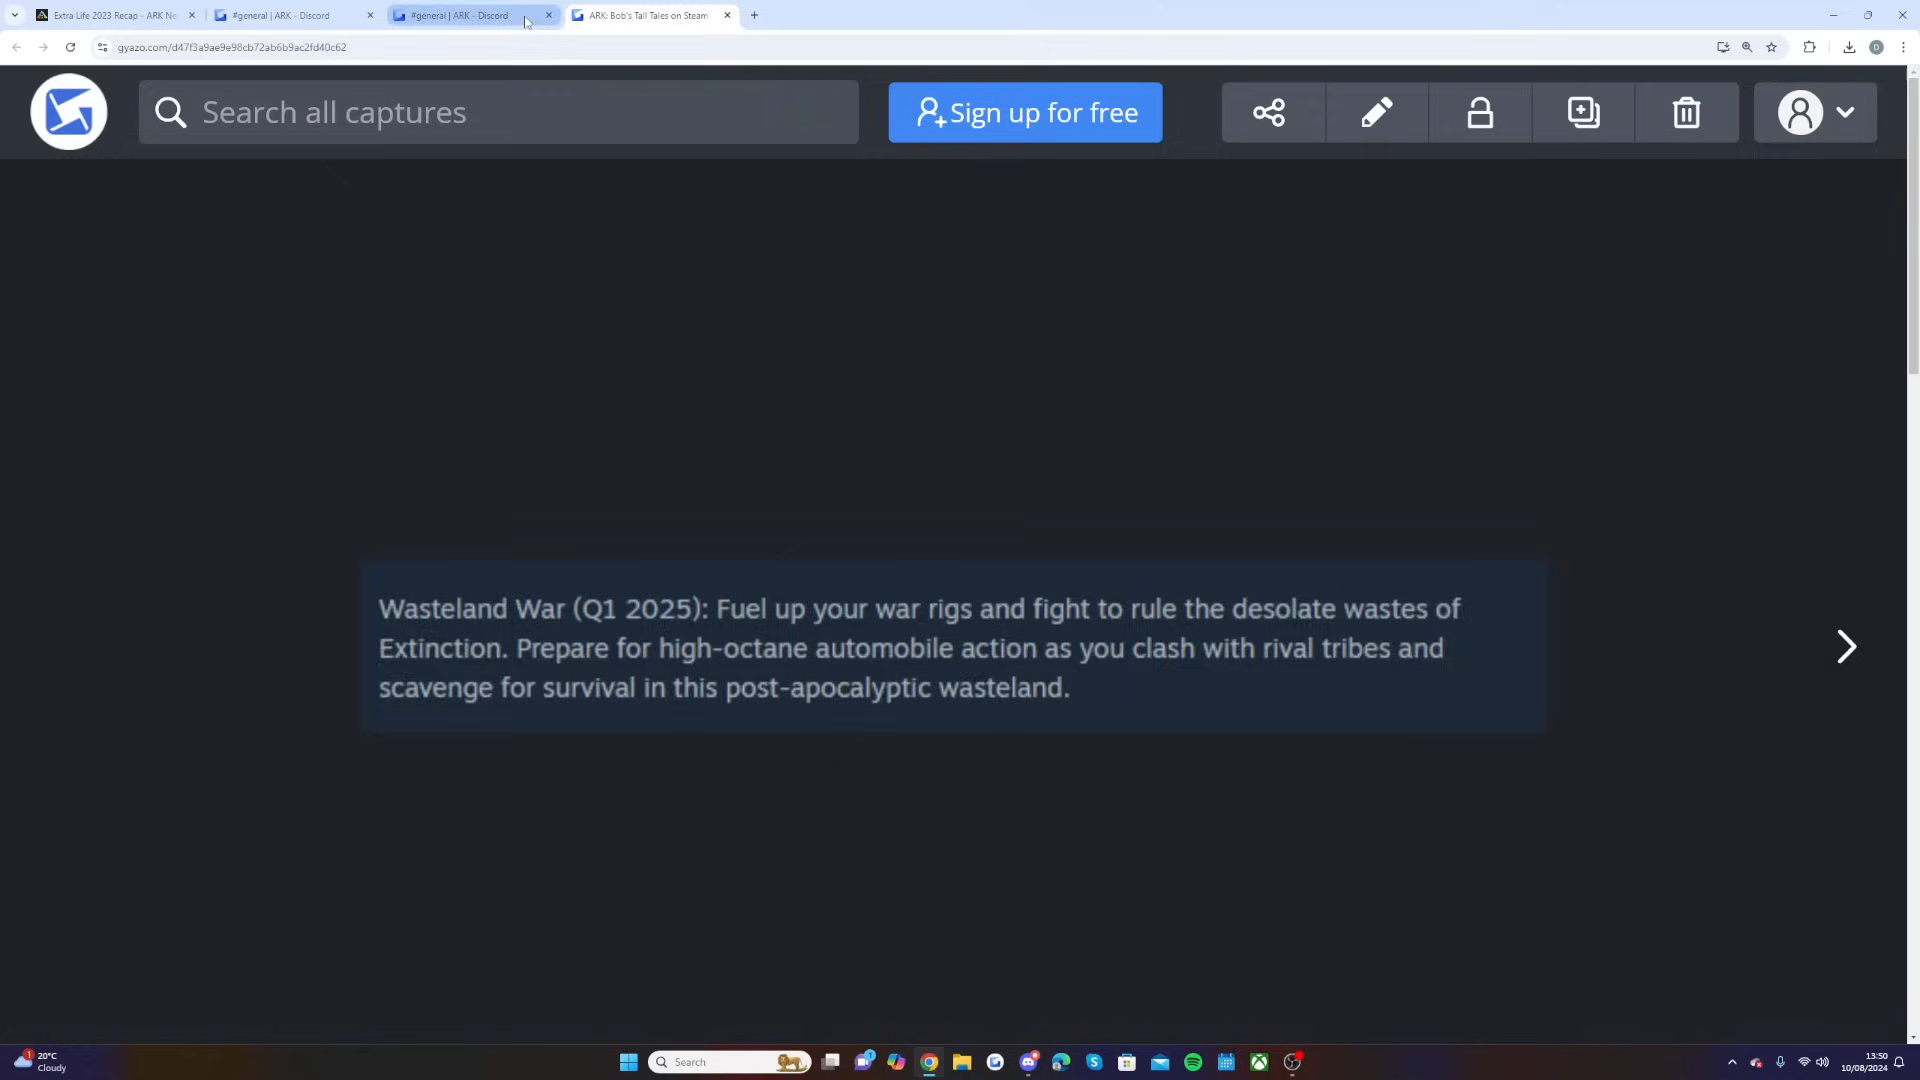 Extra Life 2023 Recap - ARK Ne
#general | ARK - Discord
#general | ARK - Discord
ARK: Bob's Tall Tales on Steam
gyazo.com/d47f3a9ae9e98cb72ab6b9ac2fd40c62
D
Search all captures
Sign up for free
Wasteland War (Q1 2025): Fuel up your war rigs and fight to rule the desolate wastes of
Extinction. Prepare for high-octane automobile action as you clash with rival tribes and
scavenge for survival in this post-apocalyptic wasteland.
1
20°C
Cloudy
Search
1
13:50
10/08/2024